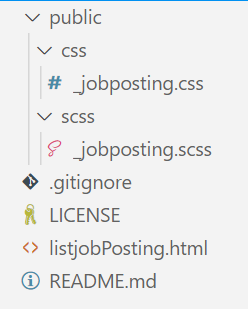 public
css
# _jobposting.css
scss
_jobposting.scss
.gitignore
LICENSE
<> listjobPosting.html
README.md